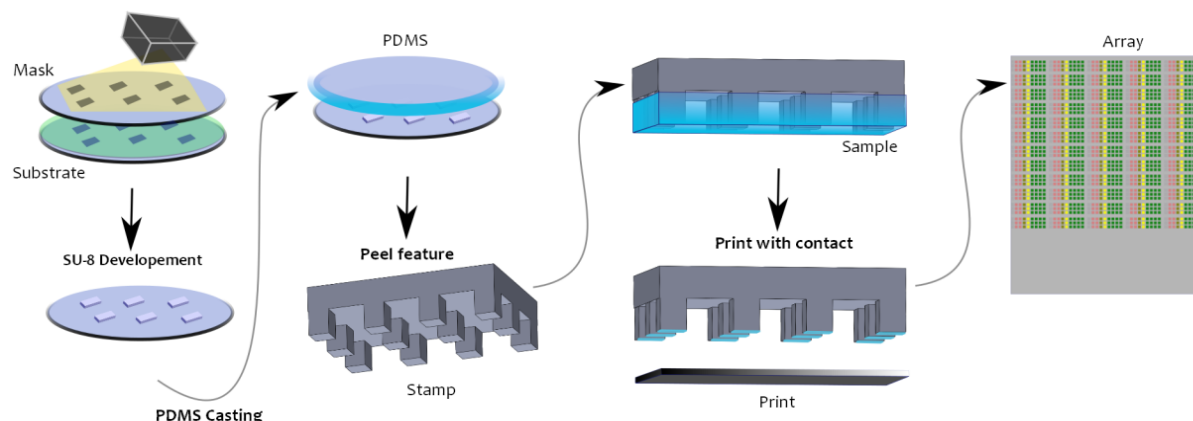 Mask
Substrate
SU-8 Developement
PDMS Casting
PDMS
Peel feature
Stamp
Sample
Print with contact
Print
Array